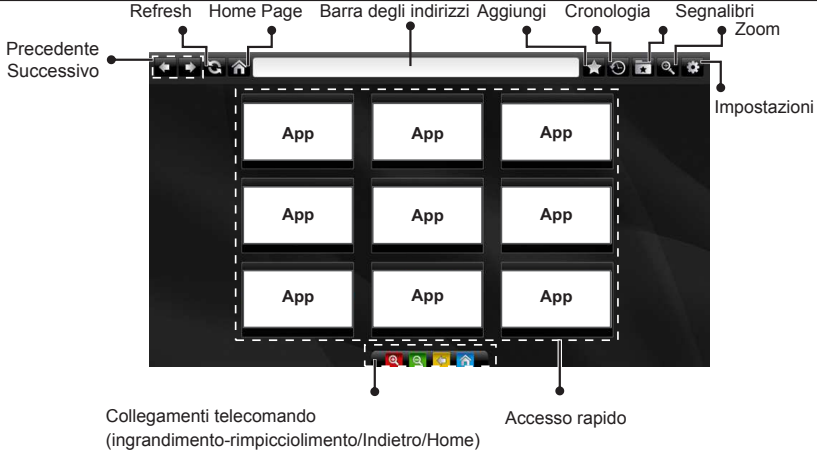 Refresh Home Page Barra degli indirizzi Aggiungi Cronologia Segnalibri
Zoom
Precedente
Successivo
Impostazioni
App App App
App App App
App App App
Collegamenti telecomando
(ingrandimento-rimpicciolimento/Indietro/Home)
Accesso rapido